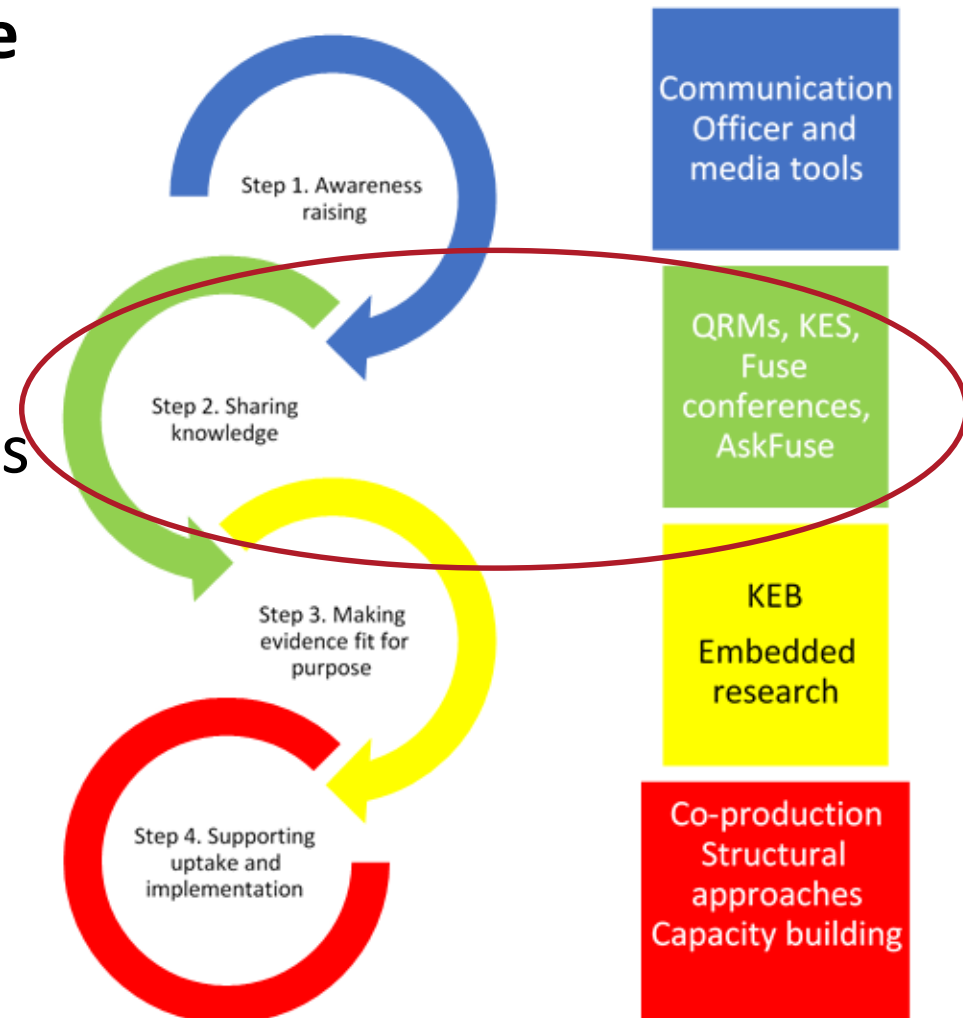 e
Step 1. Awareness
raising
Communication
Officer and
media tools
s
Step 2. Sharing
knowledge
QRMs, KES,
Fuse
conferences,
AskFuse
Step 3. Making
evidence fit for
purpose
KEB
Embedded
research
Step 4. Supporting
uptake and
implementation
Co-production
Structural
approaches
Capacity building